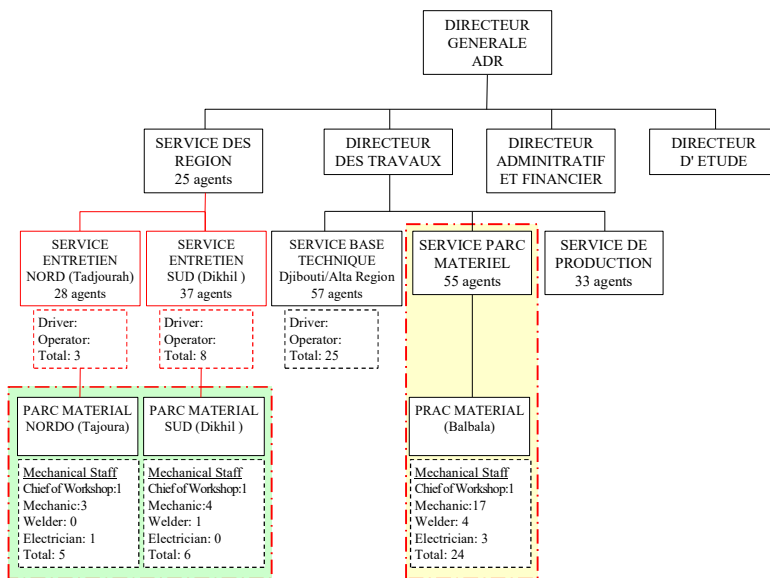 DIRECTEUR
GENERALE
ADR
SERVICE DES
REGION
25 agents
DIRECTEUR
DES TRAVAUX
DIRECTEUR
ADMINITRATIF
ET FINANCIER
DIRECTEUR
D' ETUDE
SERVICE
ENTRETIEN
NORD (Tadjourah)
28 agents
SERVICE
ENTRETIEN
SUD (Dikhil )
37 agents
SERVICE BASE
TECHNIQUE
Djibouti/Alta Region
57 agents
SERVICE PARC
MATERIEL
55 agents
SERVICE DE
PRODUCTION
33 agents
Driver:
Operator:
Total: 3
Driver:
Operator:
Total: 8
Driver:
Operator:
Total: 25
PARC MATERIAL
NORDO (Tajoura)
PARC MATERIAL
SUD (Dikhil )
PRAC MATERIAL
(Balbala)
Mechanical Staff
Chief of Workshop:1
Mechanic:3
Welder: 0
Electrician: 1
Total: 5
Mechanical Staff
Chief of Workshop:1
Mechanic:4
Welder: 1
Electrician: 0
Total: 6
Mechanical Staff
Chief of Workshop:1
Mechanic:17
Welder: 4
Electrician: 3
Total: 24